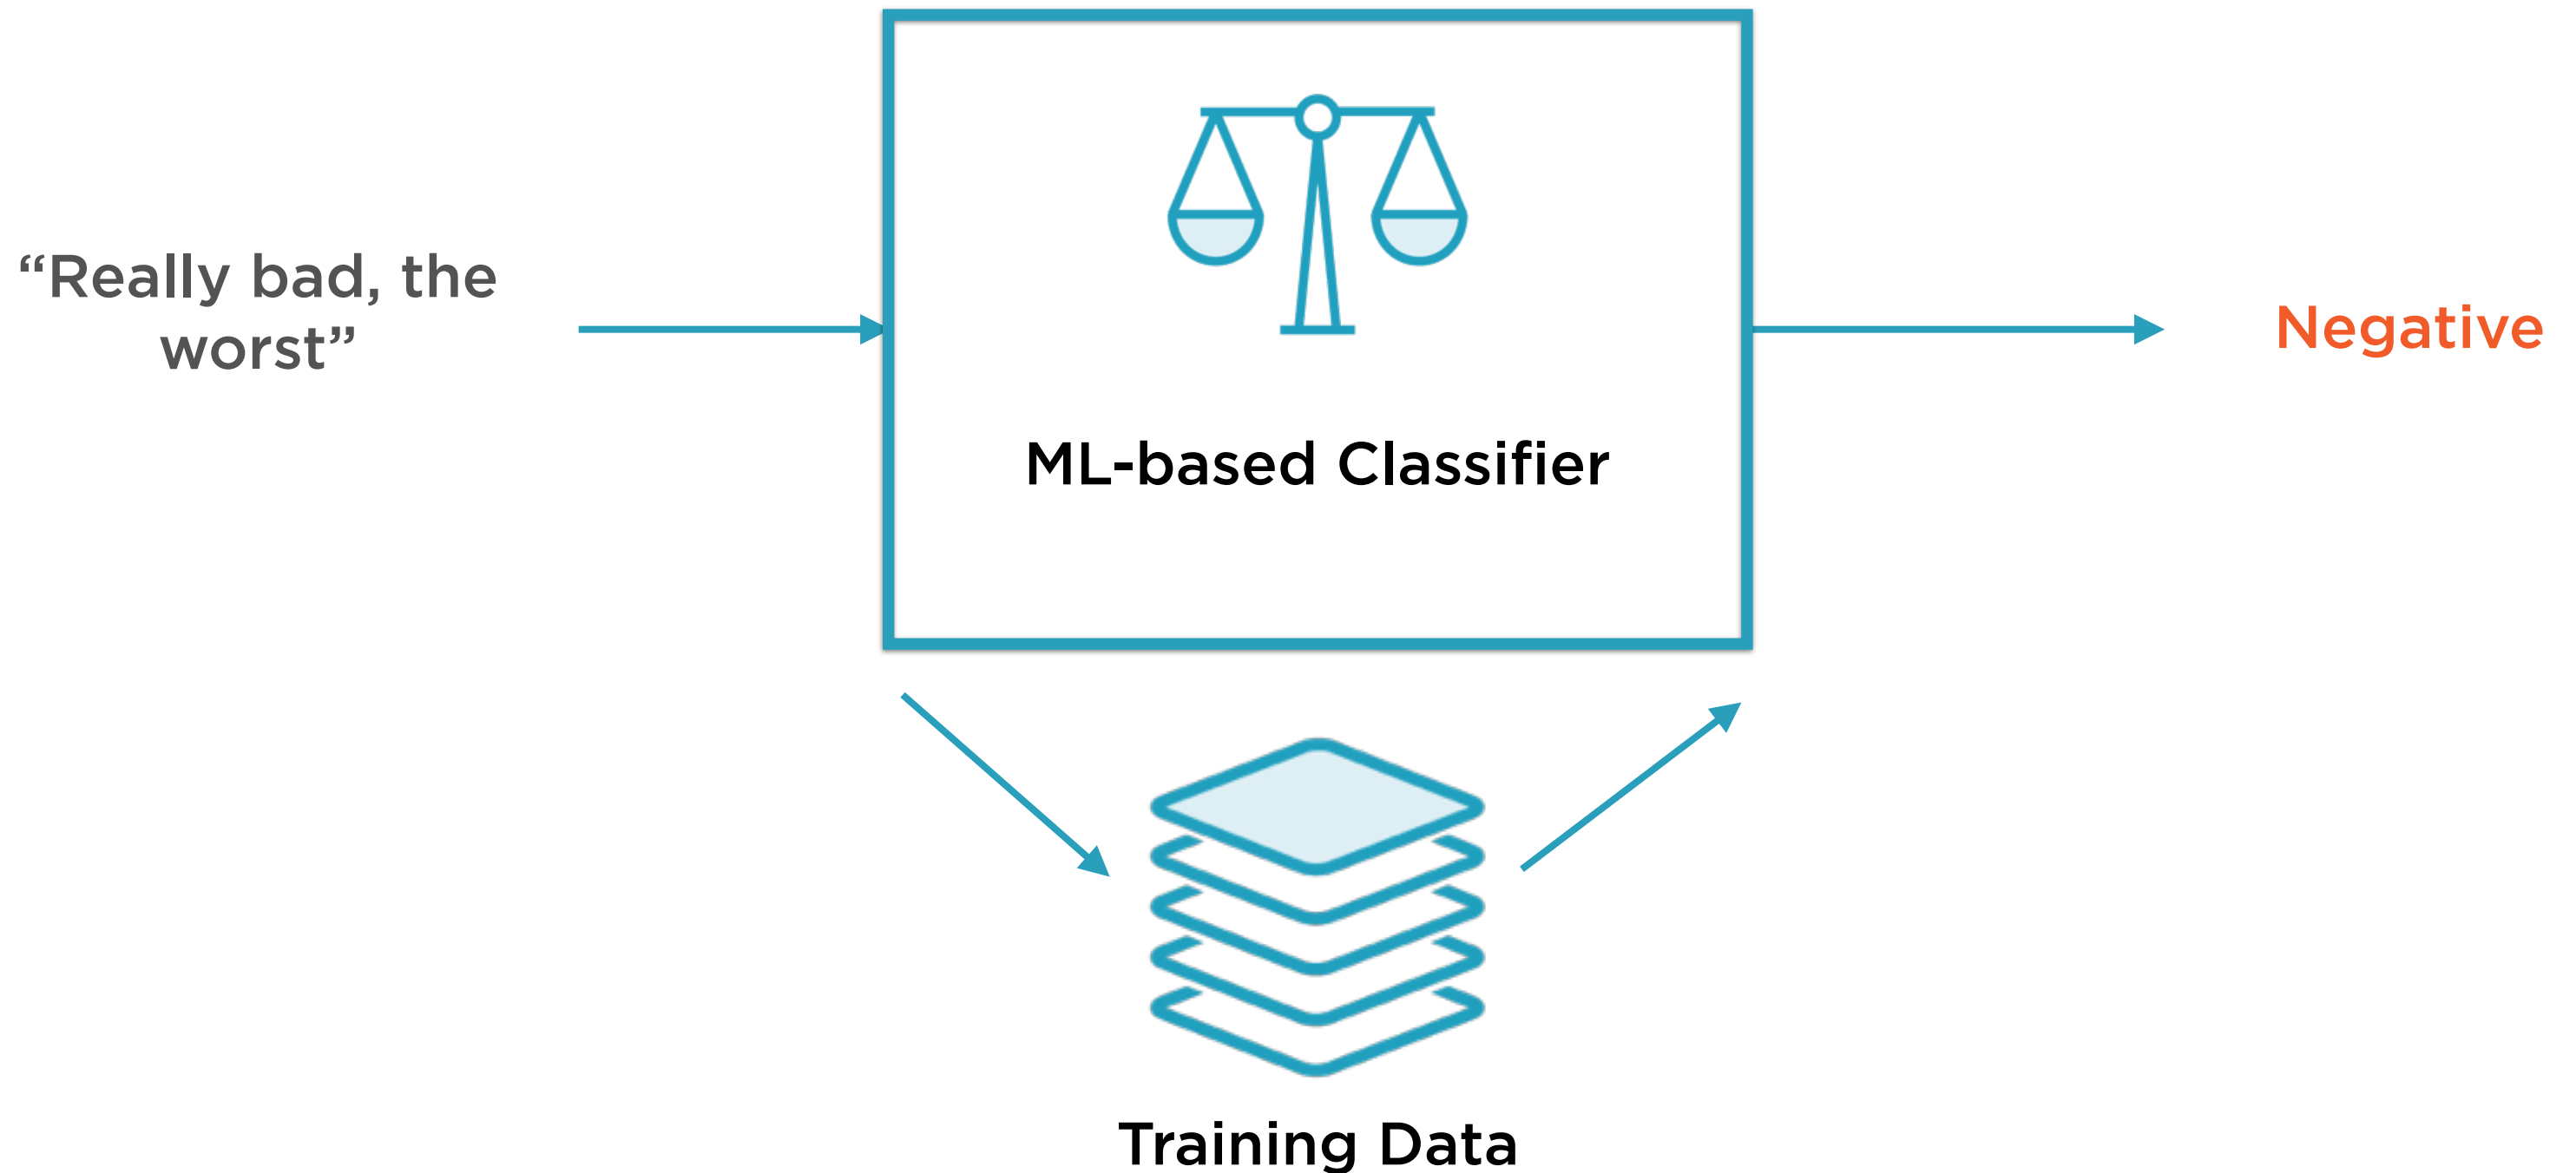 “Really bad, the
worst”
ML-based Classifier
Negative
Training Data